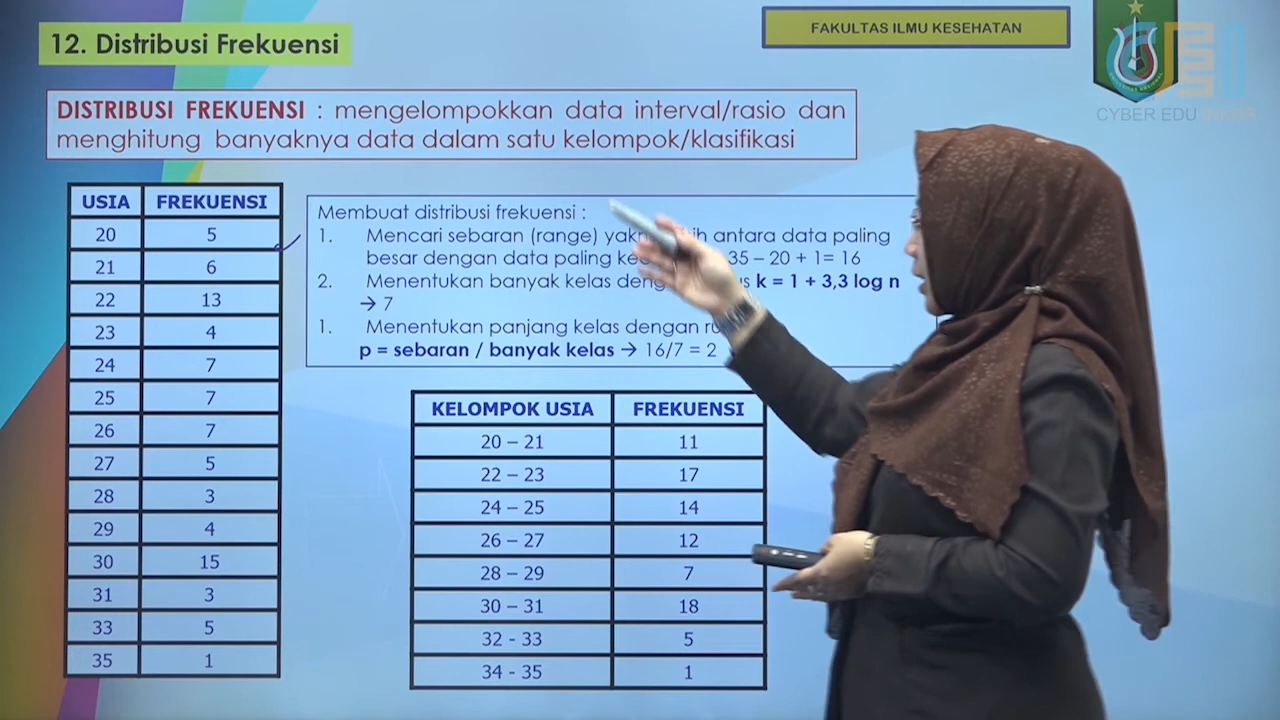 12. Distribusi Frekuensi
FAKULTAS ILMU KESEHATAN
CYBER EDU
DISTRIBUSI FREKUENSI : mengelompokkan data interval/rasio dan
menghitung banyaknya data dalam satu kelompok/klasifikasi
USIA FREKUENSI
20 5
21 6
22 13
23 4
24 7
25 7
26 7
27 5
28 3
29 4
30 15
31 3
33 5
35 1
Membuat distribusi frekuensi :
1. Mencari sebaran (range) antara data paling
besar dengan data paling 35 – 20 + 1= 16
2. Menentukan banyak kelas k = 1 + 3,3 log n
→ 7
1. Menentukan panjang kelas dengan
p = sebaran / banyak kelas → 16/7 = 2
KELOMPOK USIA FREKUENSI
20 – 21 11
22 – 23 17
24 – 25 14
26 – 27 12
28 – 29 7
30 – 31 18
32 - 33 5
34 - 35 1